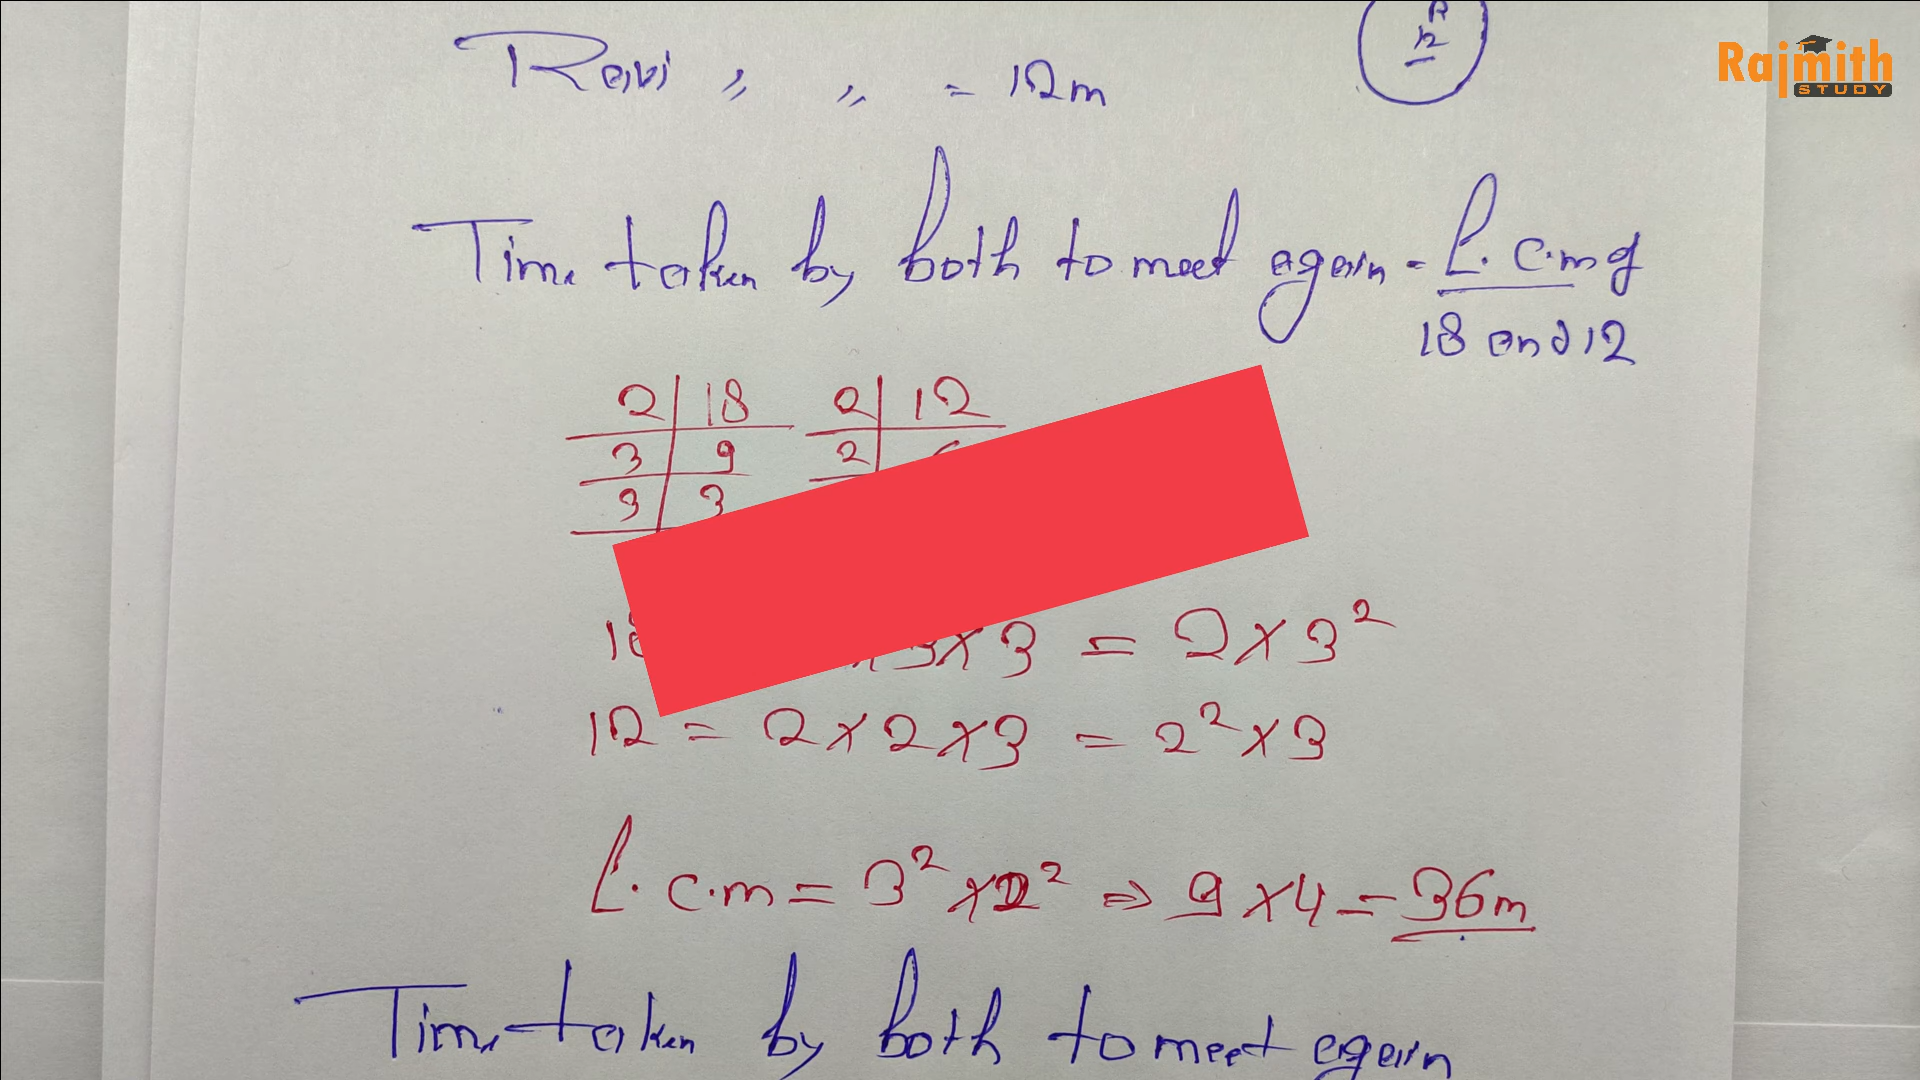 Rajmith
STUDY
R
12
Ravi " " = 12m
Time taken by both to meet again = L.c.m of
18 and 12
2 | 18   2 | 12
3 | 9   2 |
3 | 3
x 3 = 2 x 3²
12 = 2 x 2 x 3 = 2² x 3
L.c.m = 3² x 2² ⇒ 9 x 4 = 36m
Time taken by both to meet again